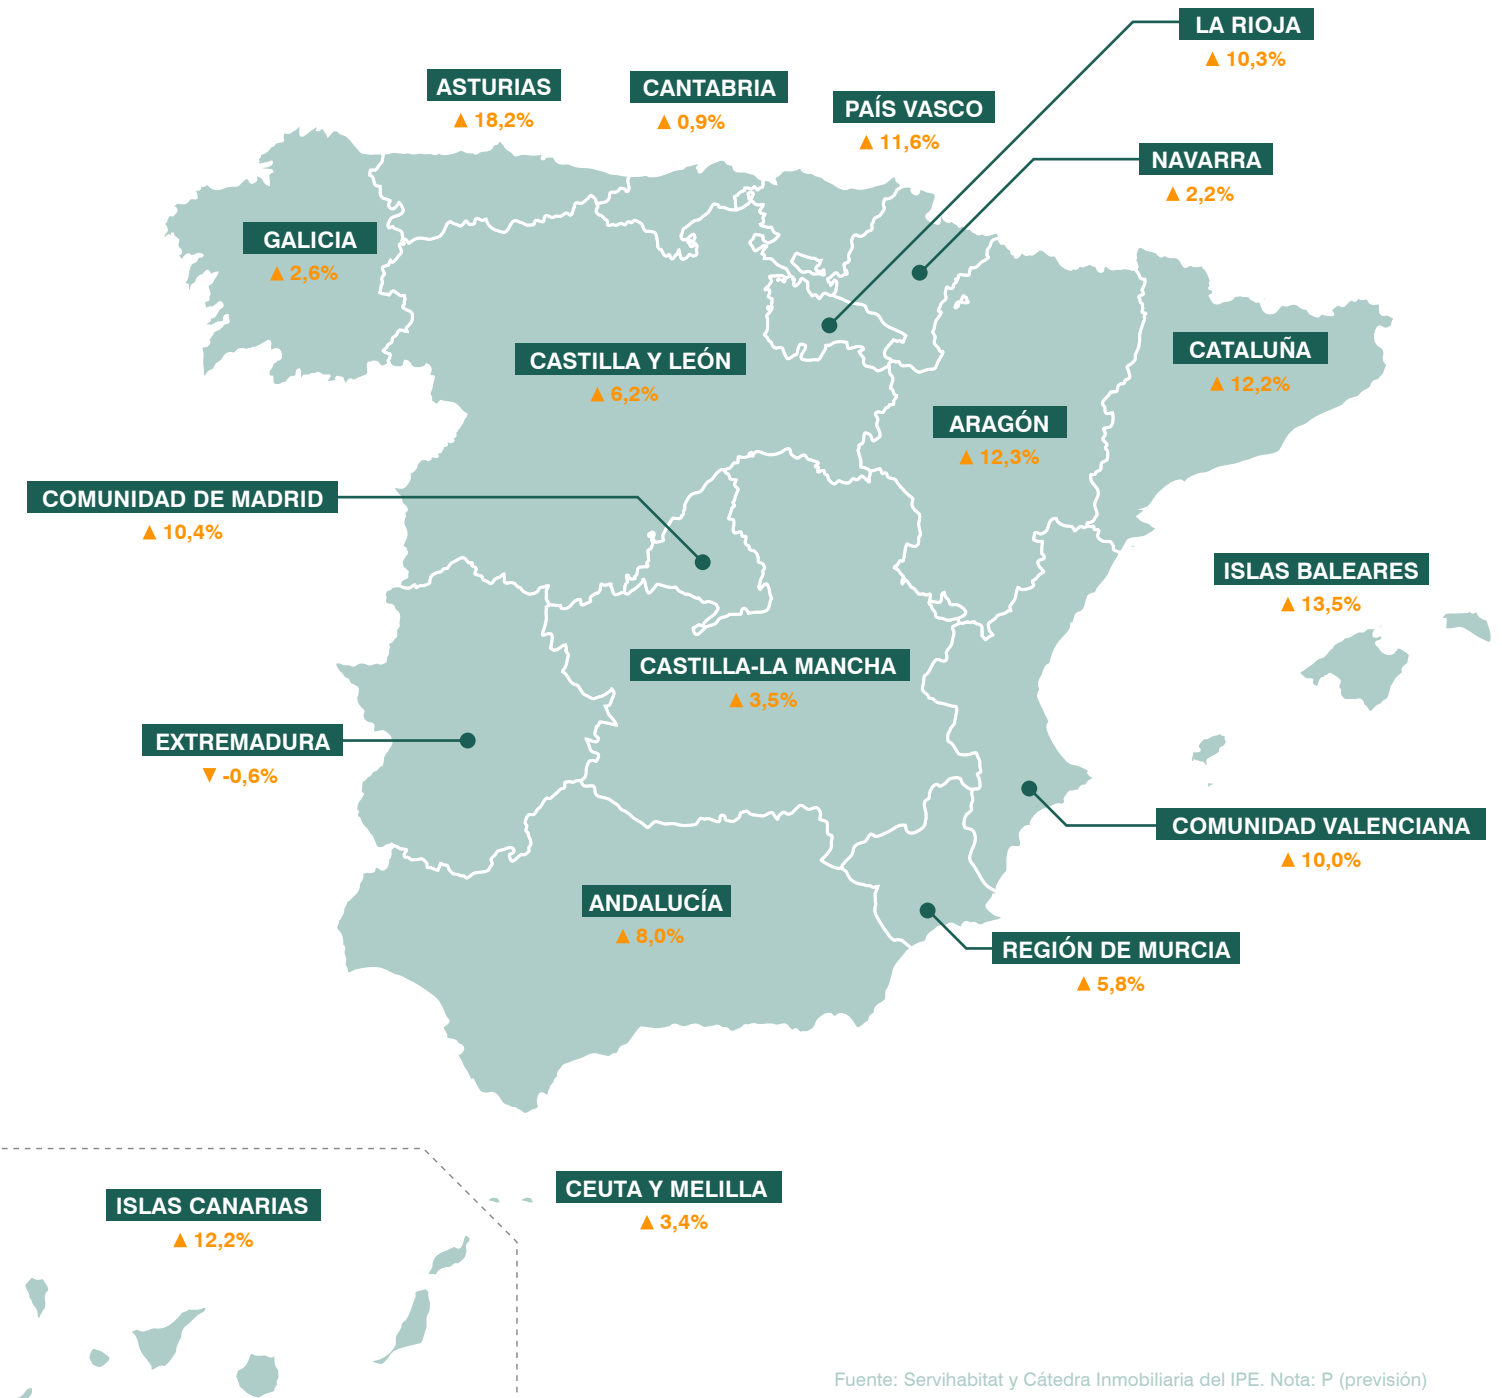 LA RIOJA
▲ 10,3%
ASTURIAS
▲ 18,2%
CANTABRIA
▲ 0,9%
PAÍS VASCO
▲ 11,6%
NAVARRA
▲ 2,2%
GALICIA
▲ 2,6%
CASTILLA Y LEÓN
▲ 6,2%
CATALUÑA
▲ 12,2%
ARAGÓN
▲ 12,3%
COMUNIDAD DE MADRID
▲ 10,4%
ISLAS BALEARES
▲ 13,5%
CASTILLA-LA MANCHA
▲ 3,5%
EXTREMADURA
▼ -0,6%
COMUNIDAD VALENCIANA
▲ 10,0%
ANDALUCÍA
▲ 8,0%
REGIÓN DE MURCIA
▲ 5,8%
CEUTA Y MELILLA
▲ 3,4%
ISLAS CANARIAS
▲ 12,2%
Fuente: Servihabitat y Cátedra Inmobiliaria del IPE. Nota: P (previsión)